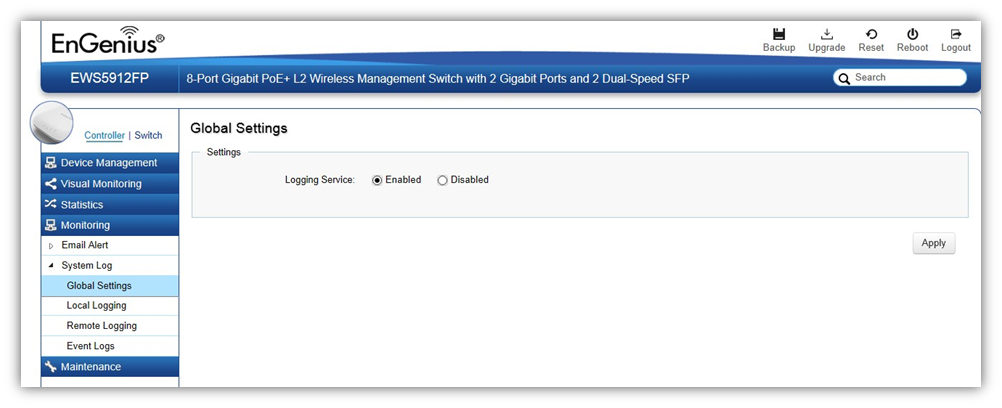 EnGenius®
Backup Upgrade Reset Reboot Logout
EWS5912FP 8-Port Gigabit PoE+ L2 Wireless Management Switch with 2 Gigabit Ports and 2 Dual-Speed SFP Search
Controller | Switch
Device Management
Visual Monitoring
Statistics
Monitoring
Email Alert
System Log
Global Settings
Local Logging
Remote Logging
Event Logs
Maintenance
Global Settings
Settings
Logging Service: Enabled Disabled
Apply